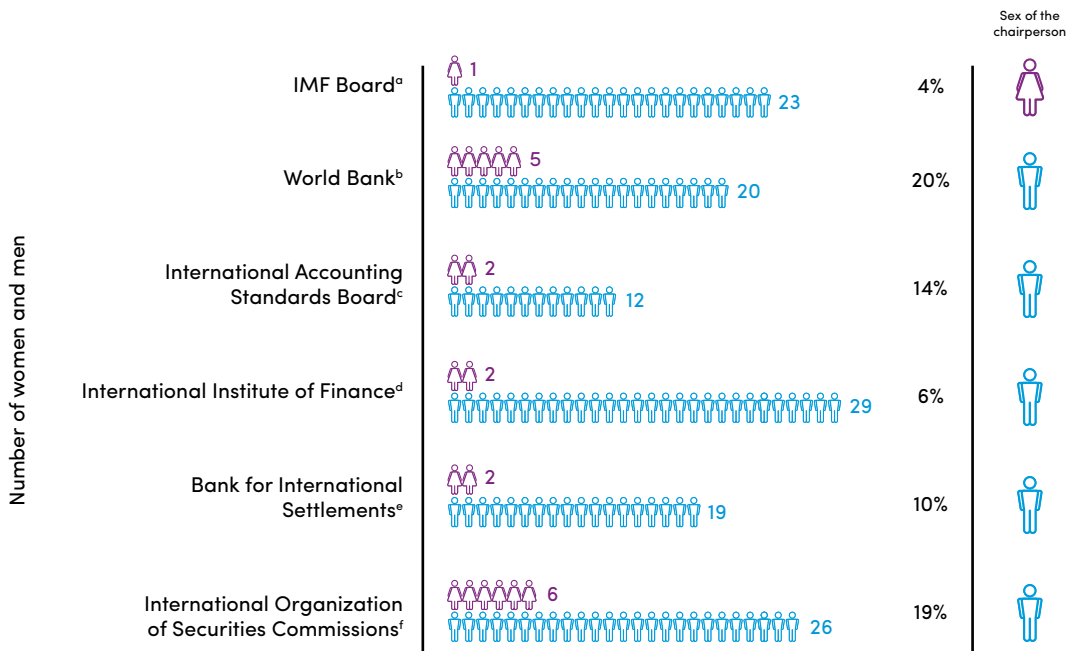 Sex of the
chairperson
Number of women and men
IMF Boardᵃ
1
23
4%
World Bankᵇ
5
20
20%
International Accounting
Standards Boardᶜ
2
12
14%
International Institute of Financeᵈ
2
29
6%
Bank for International
Settlementsᵉ
2
19
10%
International Organization
of Securities Commissionsᶠ
6
26
19%